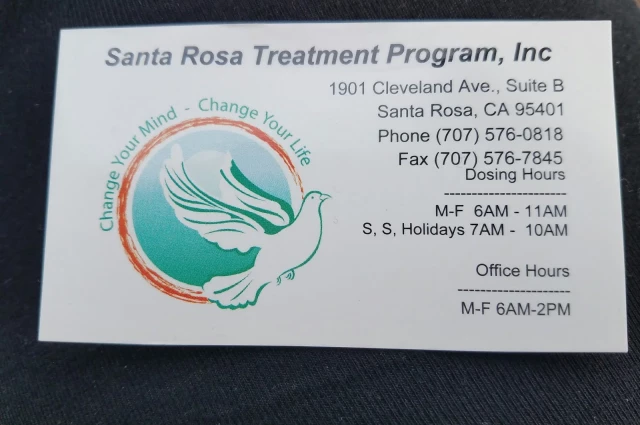 Santa Rosa Treatment Program, Inc
1901 Cleveland Ave., Suite B
Santa Rosa, CA 95401
Phone (707) 576-0818
Fax (707) 576-7845
Change Your Mind - Change Your Life
Dosing Hours
-----------------------
M-F 6AM - 11AM
S, S, Holidays 7AM - 10AM
Office Hours
---------------------
M-F 6AM-2PM